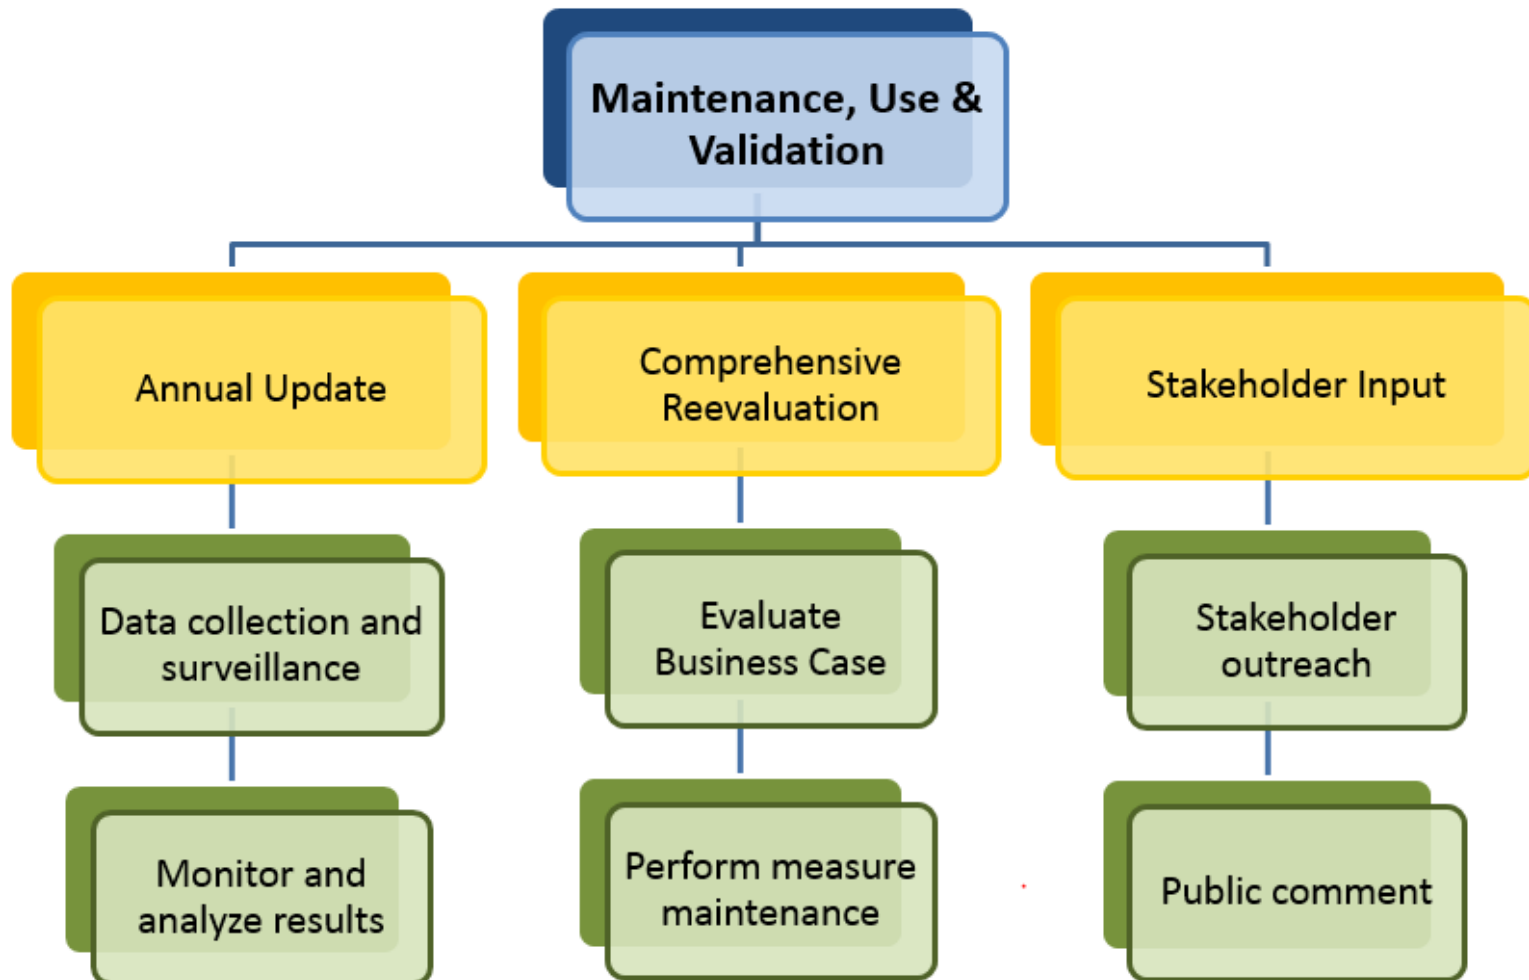 Maintenance, Use &
Validation
Annual Update
Comprehensive
Reevaluation
Stakeholder Input
Data collection and
surveillance
Evaluate
Business Case
Stakeholder
outreach
Monitor and
analyze results
Perform measure
maintenance
Public comment